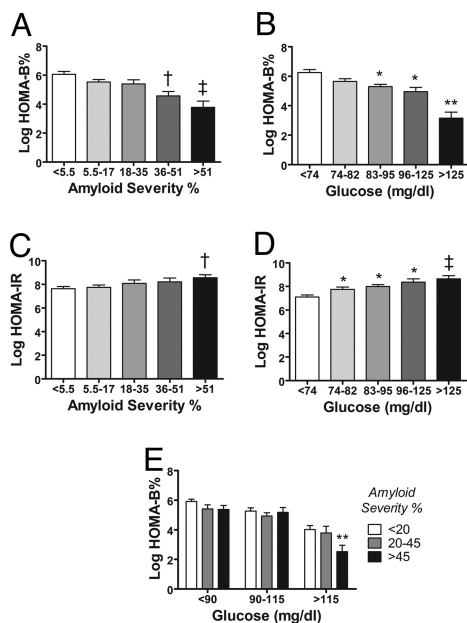 A
Log HOMA-B%
8
6
4
2
0
†
‡
<5.5 5.5-17 18-35 36-51 >51
Amyloid Severity %
B
Log HOMA-B%
8
6
4
2
0
* * **
<74 74-82 83-95 96-125 >125
Glucose (mg/dl)
C
Log HOMA-IR
10
8
6
4
2
0
†
<5.5 5.5-17 18-35 36-51 >51
Amyloid Severity %
D
Log HOMA-IR
10
8
6
4
2
0
* * * ‡
<74 74-82 83-95 96-125 >125
Glucose (mg/dl)
E
Log HOMA-B%
8
6
4
2
0
**
<90 90-115 >115
Glucose (mg/dl)
Amyloid
Severity %
<20
20-45
>45